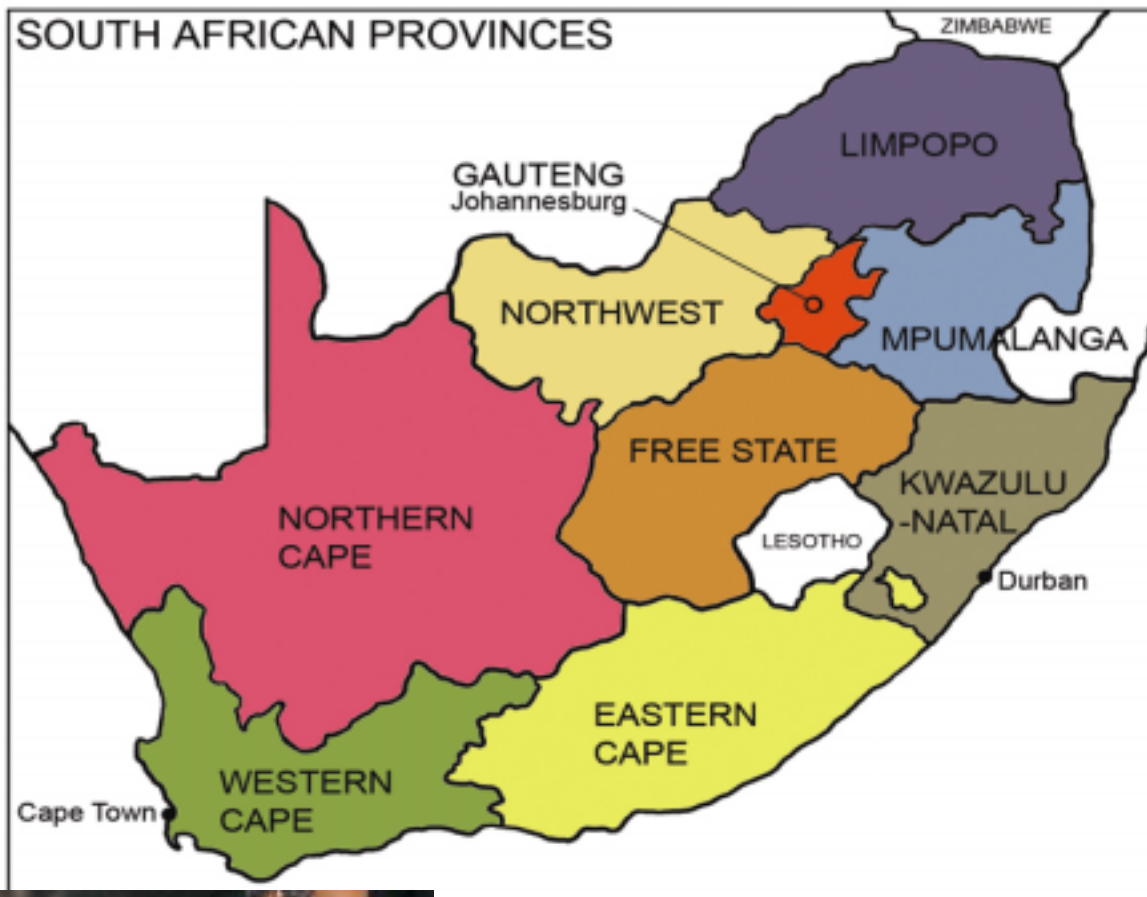 SOUTH AFRICAN PROVINCES
ZIMBABWE
LIMPOPO
GAUTENG
Johannesburg
NORTHWEST
MPUMALANGA
FREE STATE
KWAZULU
-NATAL
NORTHERN
CAPE
LESOTHO
Durban
EASTERN
CAPE
WESTERN
CAPE
Cape Town